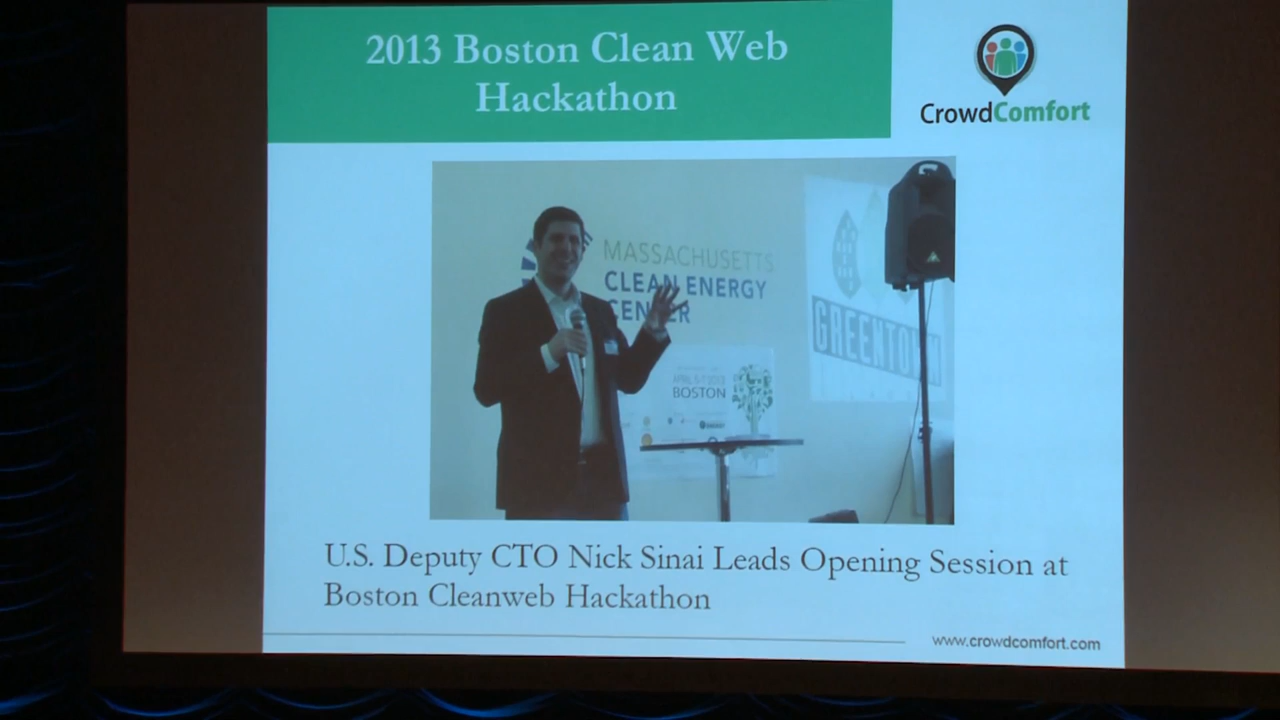 2013 Boston Clean Web
Hackathon
CrowdComfort
MASSACHUSETTS
CLEAN ENERGY
CENTER
GREENTOWN
BOSTON
U.S. Deputy CTO Nick Sinai Leads Opening Session at
Boston Cleanweb Hackathon
www.crowdcomfort.com